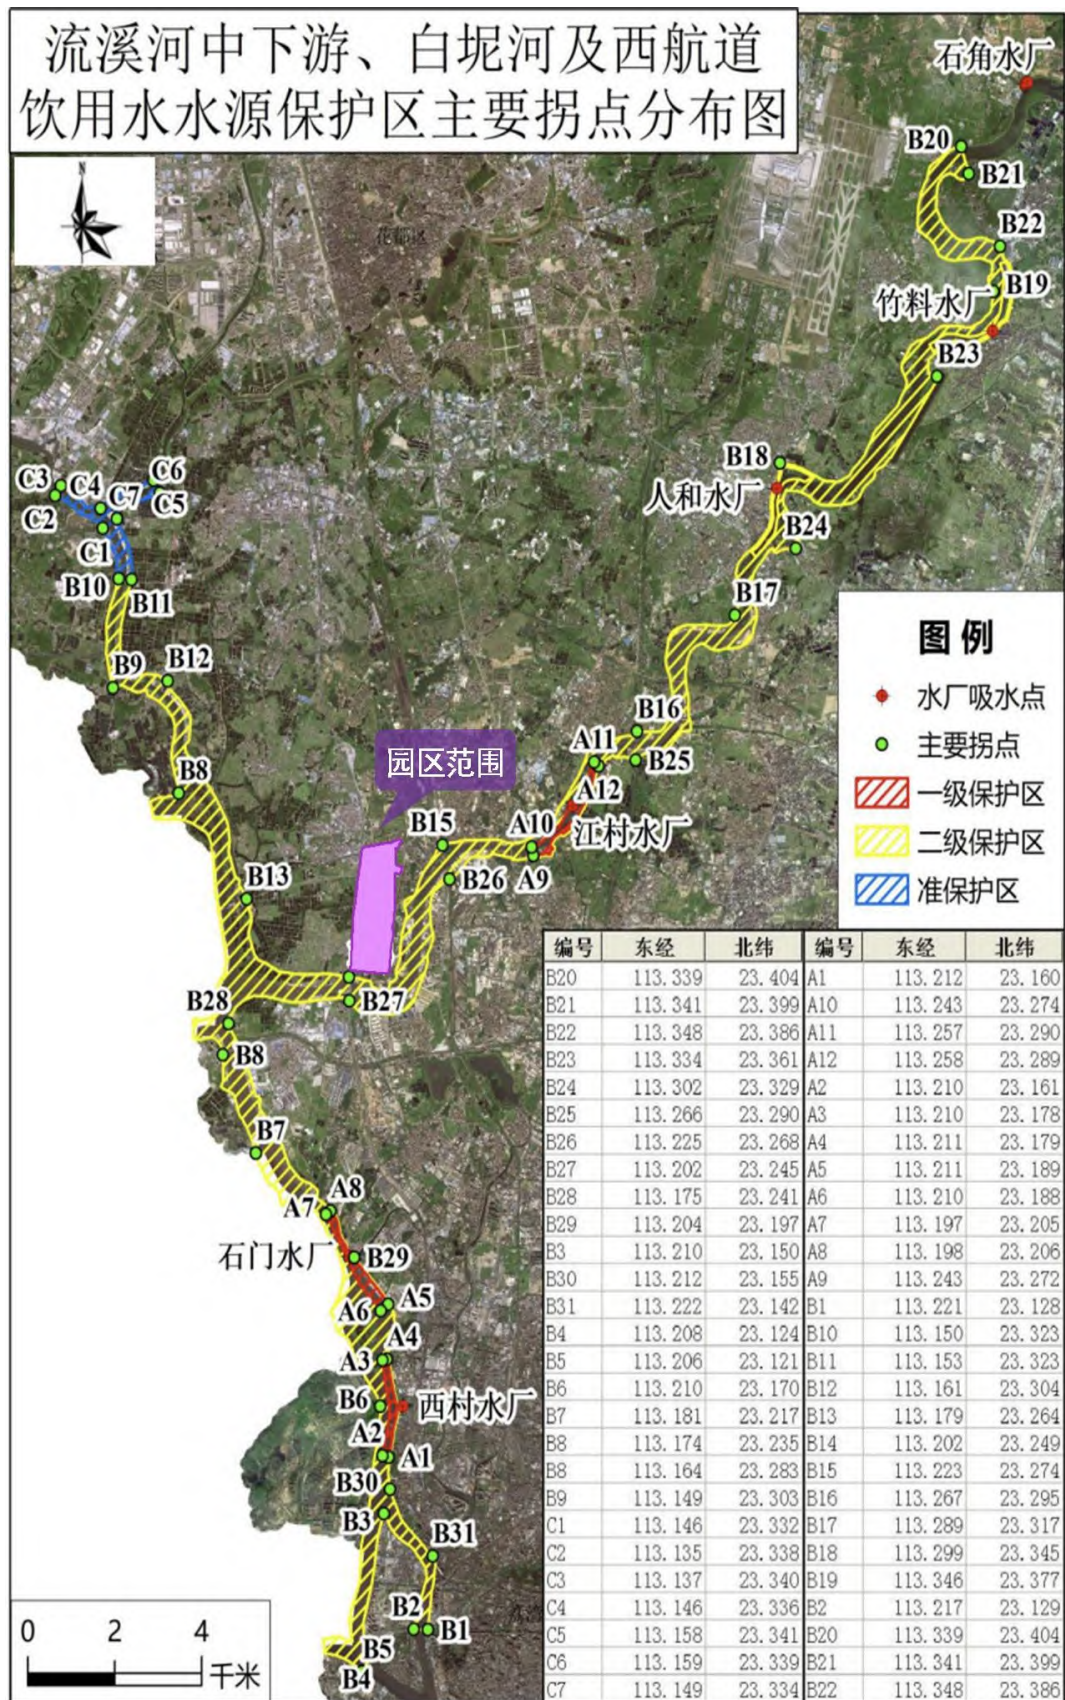 流溪河中下游、白坭河及西航道
饮用水水源保护区主要拐点分布图
N
石角水厂
B20
B21
花都区
B22
B19
竹料水厂
B23
B18
C3
C6
C4
C7
C5
人和水厂
C2
C1
B24
B10
B11
B17
图例
B12
B9
水厂吸水点
B16
主要拐点
A11
园区范围
B25
B8
A12
一级保护区
B15
A10
江村水厂
二级保护区
B26
A9
B13
准保护区
B27
B28
B8
B7
A8
A7
石门水厂
B29
A5
A6
A4
A3
B6
西村水厂
A2
A1
B30
B3
B31
B2
B1
B5
B4
0 2 4
千米
编号 东经 北纬 编号 东经 北纬
B20 113.339 23.404 A1 113.212 23.160
B21 113.341 23.399 A10 113.243 23.274
B22 113.348 23.386 A11 113.257 23.290
B23 113.334 23.361 A12 113.258 23.289
B24 113.302 23.329 A2 113.210 23.161
B25 113.266 23.290 A3 113.210 23.178
B26 113.225 23.268 A4 113.211 23.179
B27 113.202 23.245 A5 113.211 23.189
B28 113.175 23.241 A6 113.210 23.188
B29 113.204 23.197 A7 113.197 23.205
B3 113.210 23.150 A8 113.198 23.206
B30 113.212 23.155 A9 113.243 23.272
B31 113.222 23.142 B1 113.221 23.128
B4 113.208 23.124 B10 113.150 23.323
B5 113.206 23.121 B11 113.153 23.323
B6 113.210 23.170 B12 113.161 23.304
B7 113.181 23.217 B13 113.179 23.264
B8 113.174 23.235 B14 113.202 23.249
B8 113.164 23.283 B15 113.223 23.274
B9 113.149 23.303 B16 113.267 23.295
C1 113.146 23.332 B17 113.289 23.317
C2 113.135 23.338 B18 113.299 23.345
C3 113.137 23.340 B19 113.346 23.377
C4 113.146 23.336 B2 113.217 23.129
C5 113.158 23.341 B20 113.339 23.404
C6 113.159 23.339 B21 113.341 23.399
C7 113.149 23.334 B22 113.348 23.386